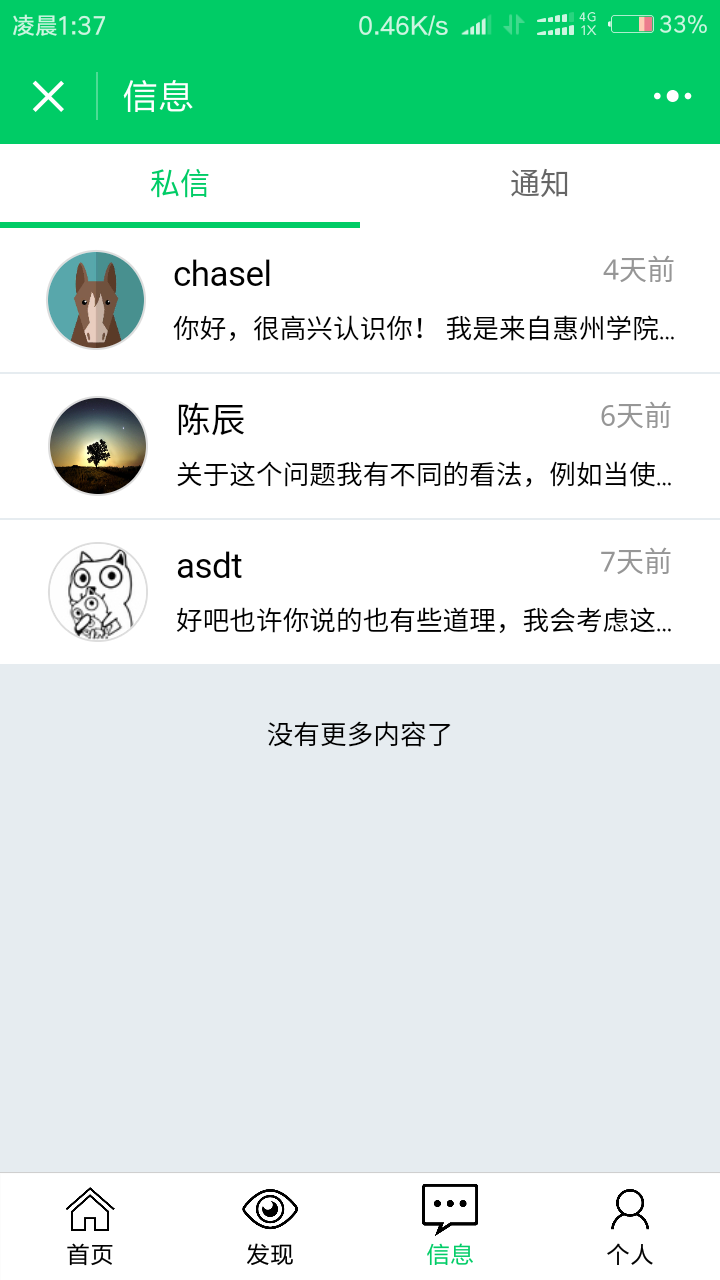 凌晨1:37 0.46K/s 4G 1X 33%
信息
私信 通知
chasel 4天前
你好，很高兴认识你！ 我是来自惠州学院...
陈辰 6天前
关于这个问题我有不同的看法，例如当使...
asdt 7天前
好吧也许你说的也有些道理，我会考虑这...
没有更多内容了
首页 发现 信息 个人